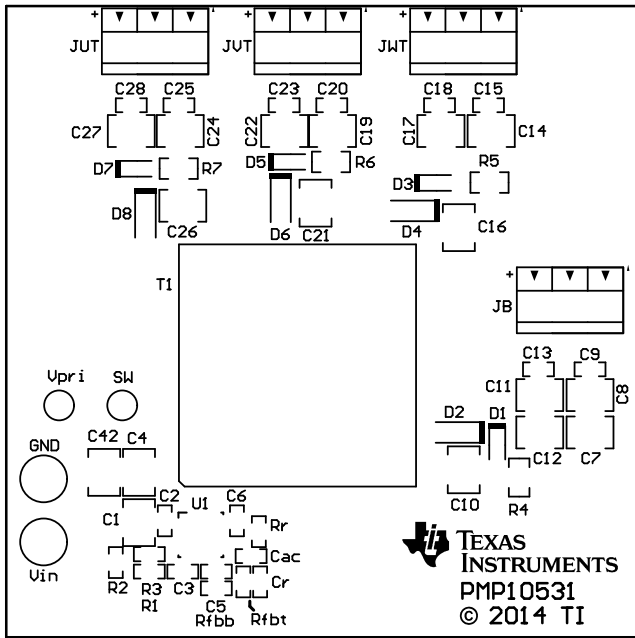 JUT JVT JWT
C28 C25 C23 C20 C18 C15
C27 C24 C22 C19 C17 C14
D7 R7 D5 R6 D3 R5
D8 C26 D6 C21 D4 C16
T1
JB
C13 C9
C11 C8
Vpri SW
D2 D1
C12 C7
GND C42 C4
C10 R4
C1 C2 U1 C6
Rr
Cac
Vin R2 R3 C3 Cr
R1 C5
Rfbb Rfbt
TEXAS
INSTRUMENTS
PMP10531
© 2014 TI